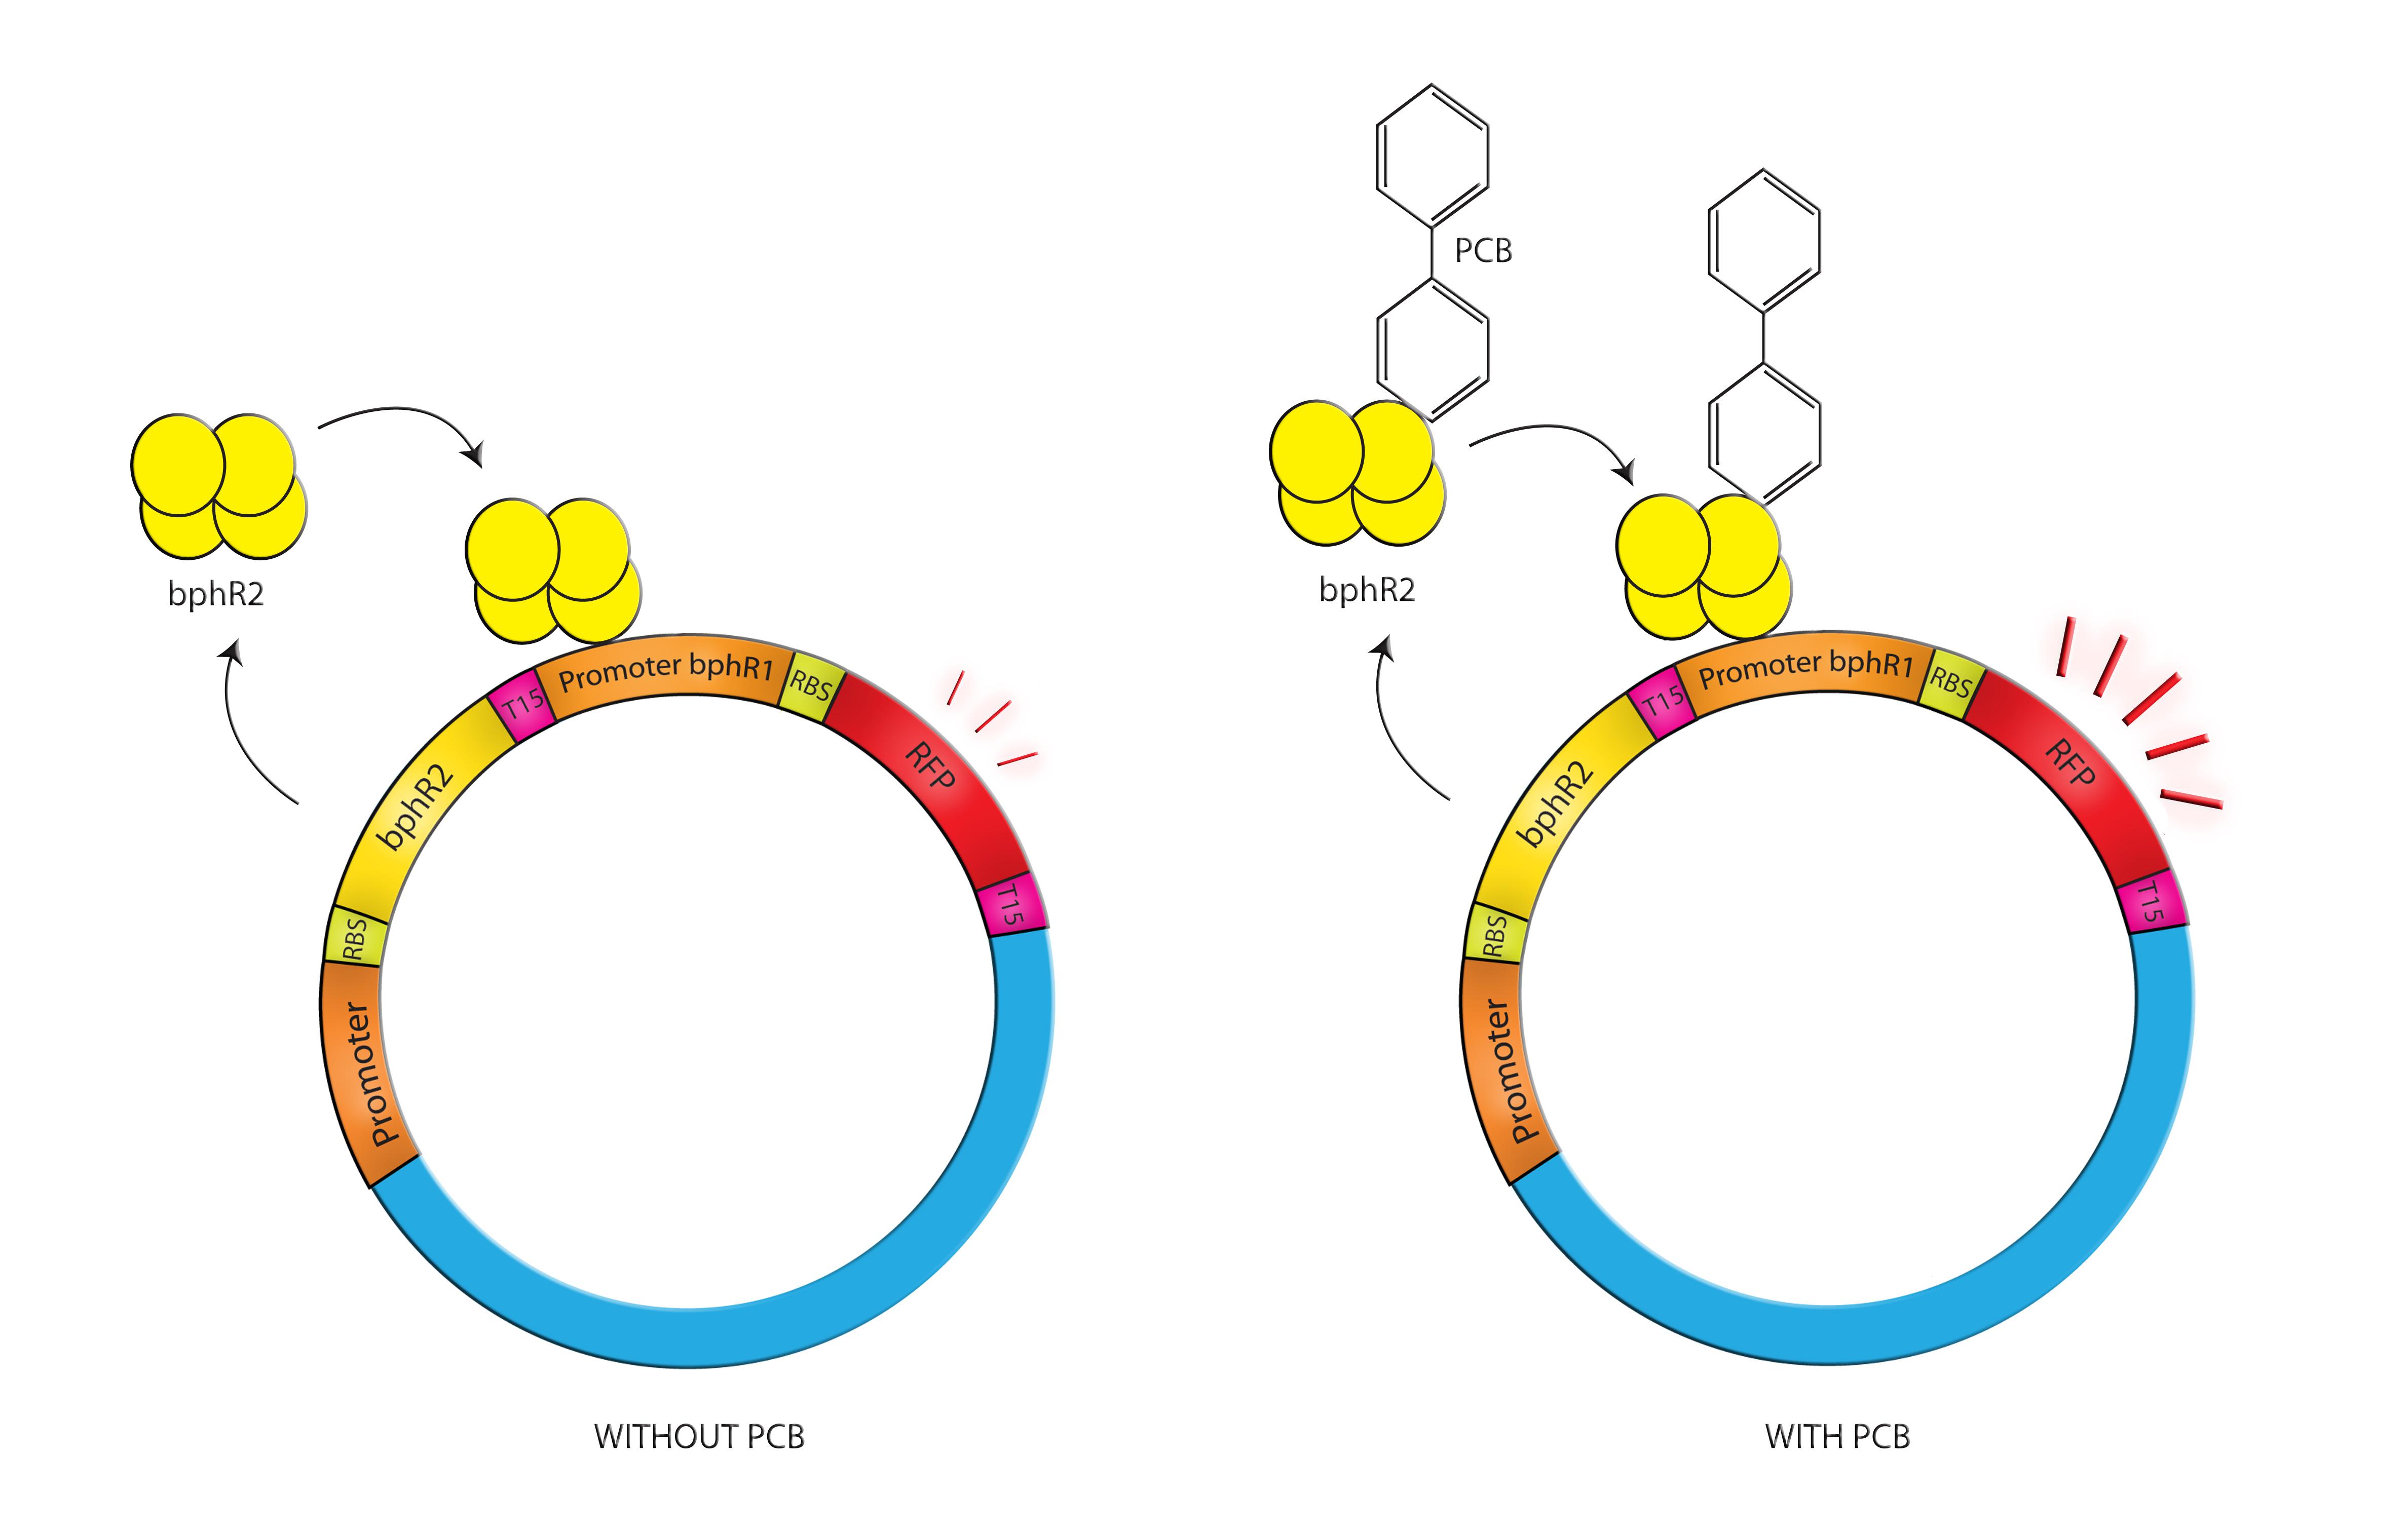 bphR2
Promoter
RBS
bphR2
T15
Promoter bphR1
RBS
RFP
T15
WITHOUT PCB
PCB
bphR2
Promoter
RBS
bphR2
T15
Promoter bphR1
RBS
RFP
T15
WITH PCB